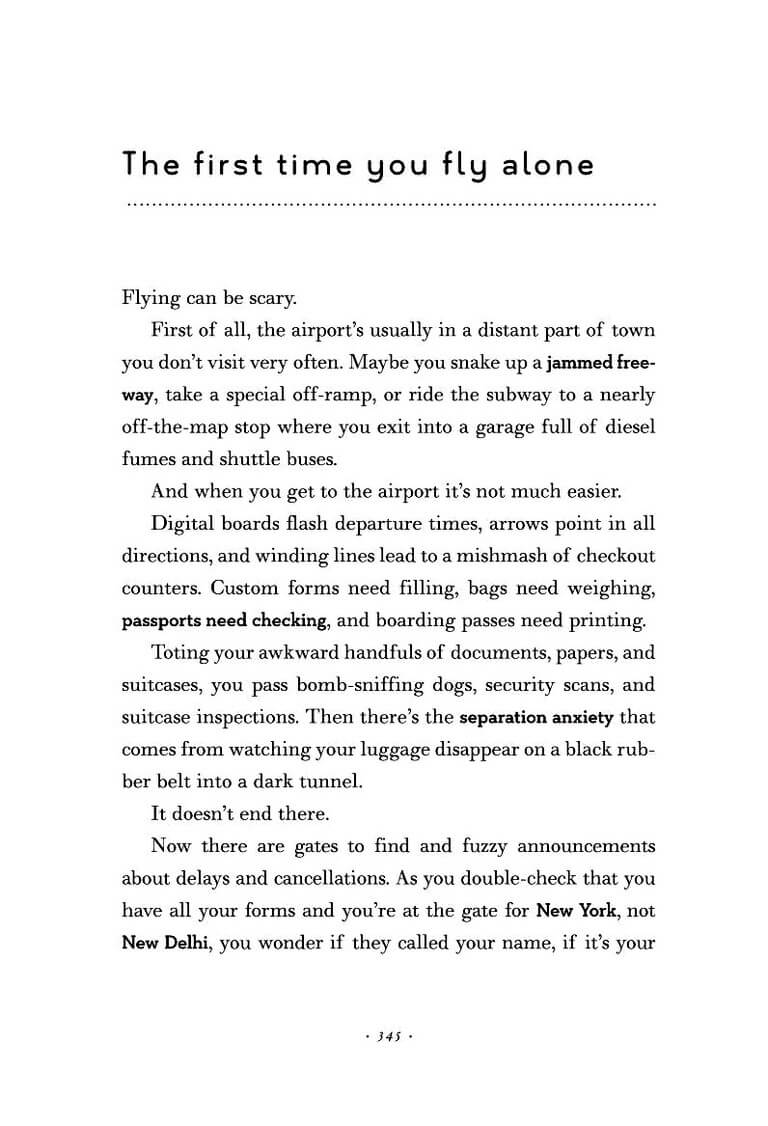 The first time you fly alone
Flying can be scary.
First of all, the airport's usually in a distant part of town
you don't visit very often. Maybe you snake up a jammed free-
way, take a special off-ramp, or ride the subway to a nearly
off-the-map stop where you exit into a garage full of diesel
fumes and shuttle buses.
And when you get to the airport it's not much easier.
Digital boards flash departure times, arrows point in all
directions, and winding lines lead to a mishmash of checkout
counters. Custom forms need filling, bags need weighing,
passports need checking, and boarding passes need printing.
Toting your awkward handfuls of documents, papers, and
suitcases, you pass bomb-sniffing dogs, security scans, and
suitcase inspections. Then there's the separation anxiety that
comes from watching your luggage disappear on a black rub-
ber belt into a dark tunnel.
It doesn't end there.
Now there are gates to find and fuzzy announcements
about delays and cancellations. As you double-check that you
have all your forms and you're at the gate for New York, not
New Delhi, you wonder if they called your name, if it's your
· 345 ·